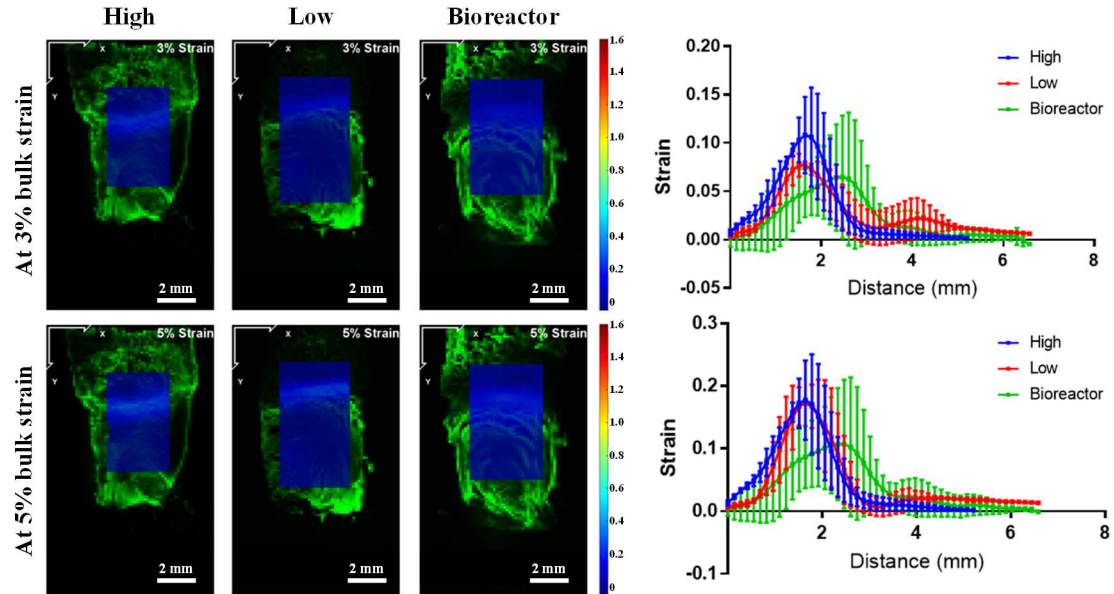 High Low Bioreactor
At 3% bulk strain
X 3% Strain
Y
2 mm
X 3% Strain
Y
2 mm
X 3% Strain
Y
2 mm
1.6
1.4
1.2
1.0
0.8
0.6
0.4
0.2
0
0.20
0.15
0.10
0.05
0.00
-0.05
Strain
2 4 6 8
Distance (mm)
High
Low
Bioreactor
At 5% bulk strain
X 5% Strain
Y
2 mm
X 5% Strain
Y
2 mm
X 5% Strain
Y
2 mm
1.6
1.4
1.2
1.0
0.8
0.6
0.4
0.2
0
0.3
0.2
0.1
0.0
-0.1
Strain
2 4 6 8
Distance (mm)
High
Low
Bioreactor